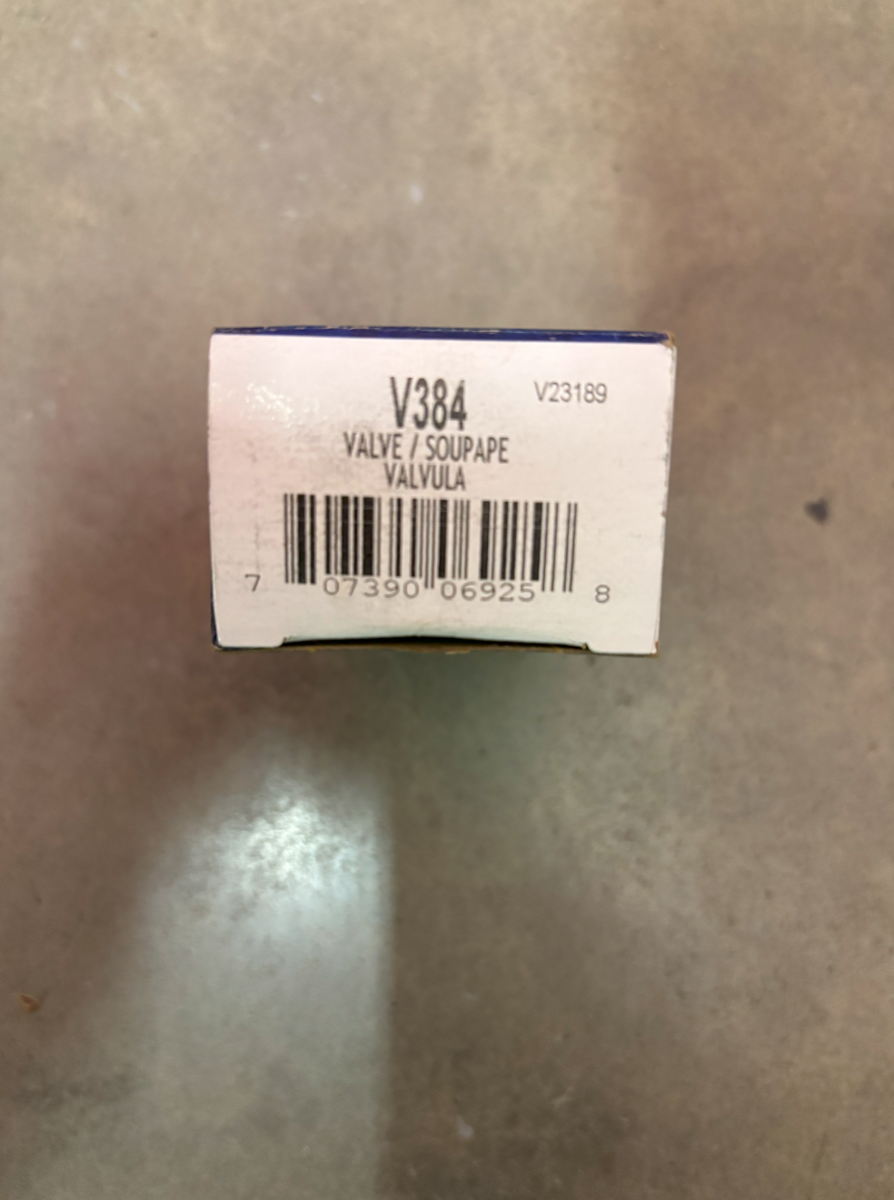 V384
V23189
VALVE / SOUPAPE
VALVULA
7 07390 06925 8